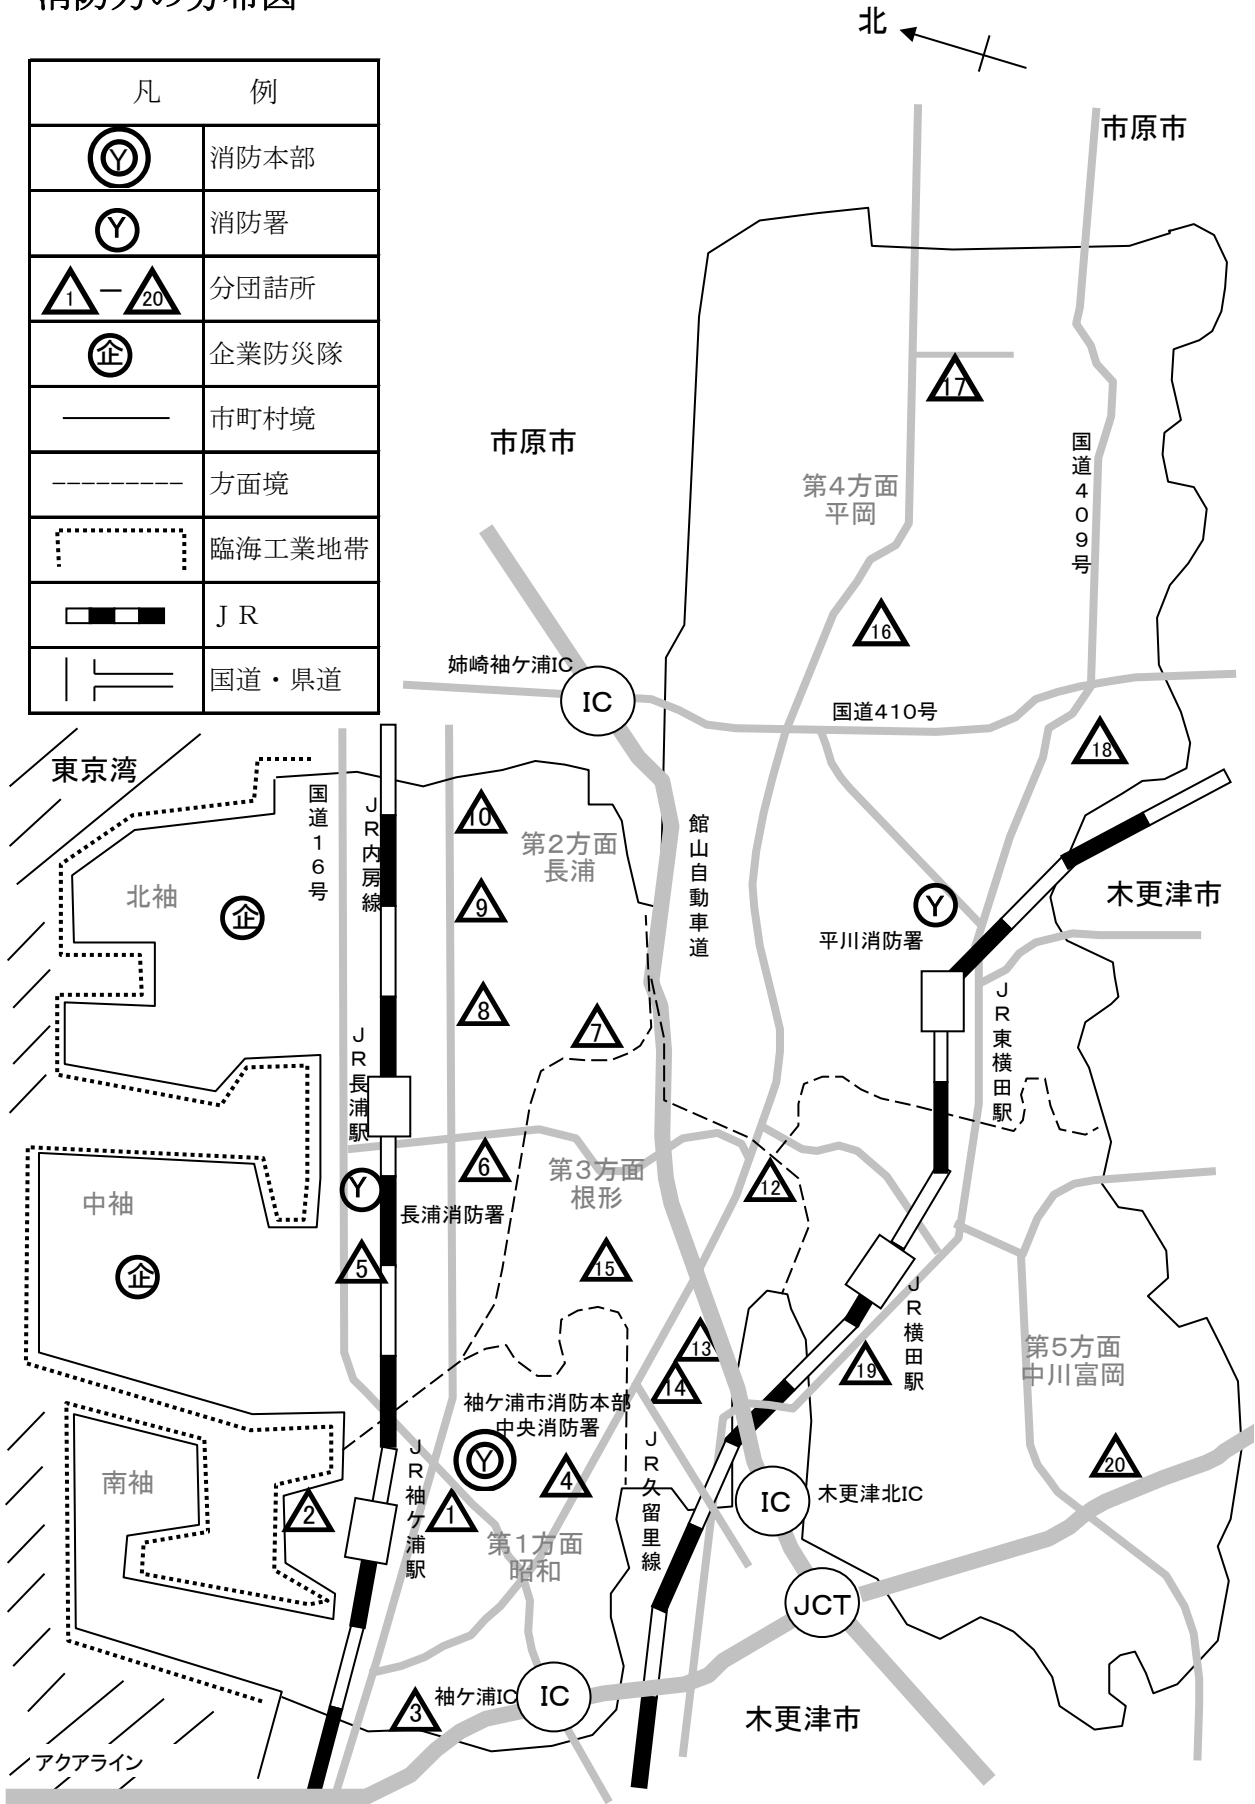 消防力の分布図
北
凡 例
Y
消防本部
Y
消防署
1 ー 20
分団詰所
企
企業防災隊
市町村境
方面境
臨海工業地帯
ＪＲ
国道・県道
市原市
市原市
17
第4方面
平岡
国道409号
16
姉崎袖ケ浦IC
IC
国道410号
18
東京湾
国道16号
JR内房線
10
第2方面
長浦
館山自動車道
北袖
企
9
Y
平川消防署
木更津市
8
7
JR長浦駅
JR東横田駅
中袖
Y
長浦消防署
6
第3方面
根形
12
企
5
15
13
14
JR横田駅
19
第5方面
中川富岡
袖ケ浦市消防本部
中央消防署
Y
南袖
2
JR袖ケ浦駅
1
4
第1方面
昭和
JR久留里線
IC
木更津北IC
20
JCT
3
袖ケ浦IC
IC
木更津市
アクアライン